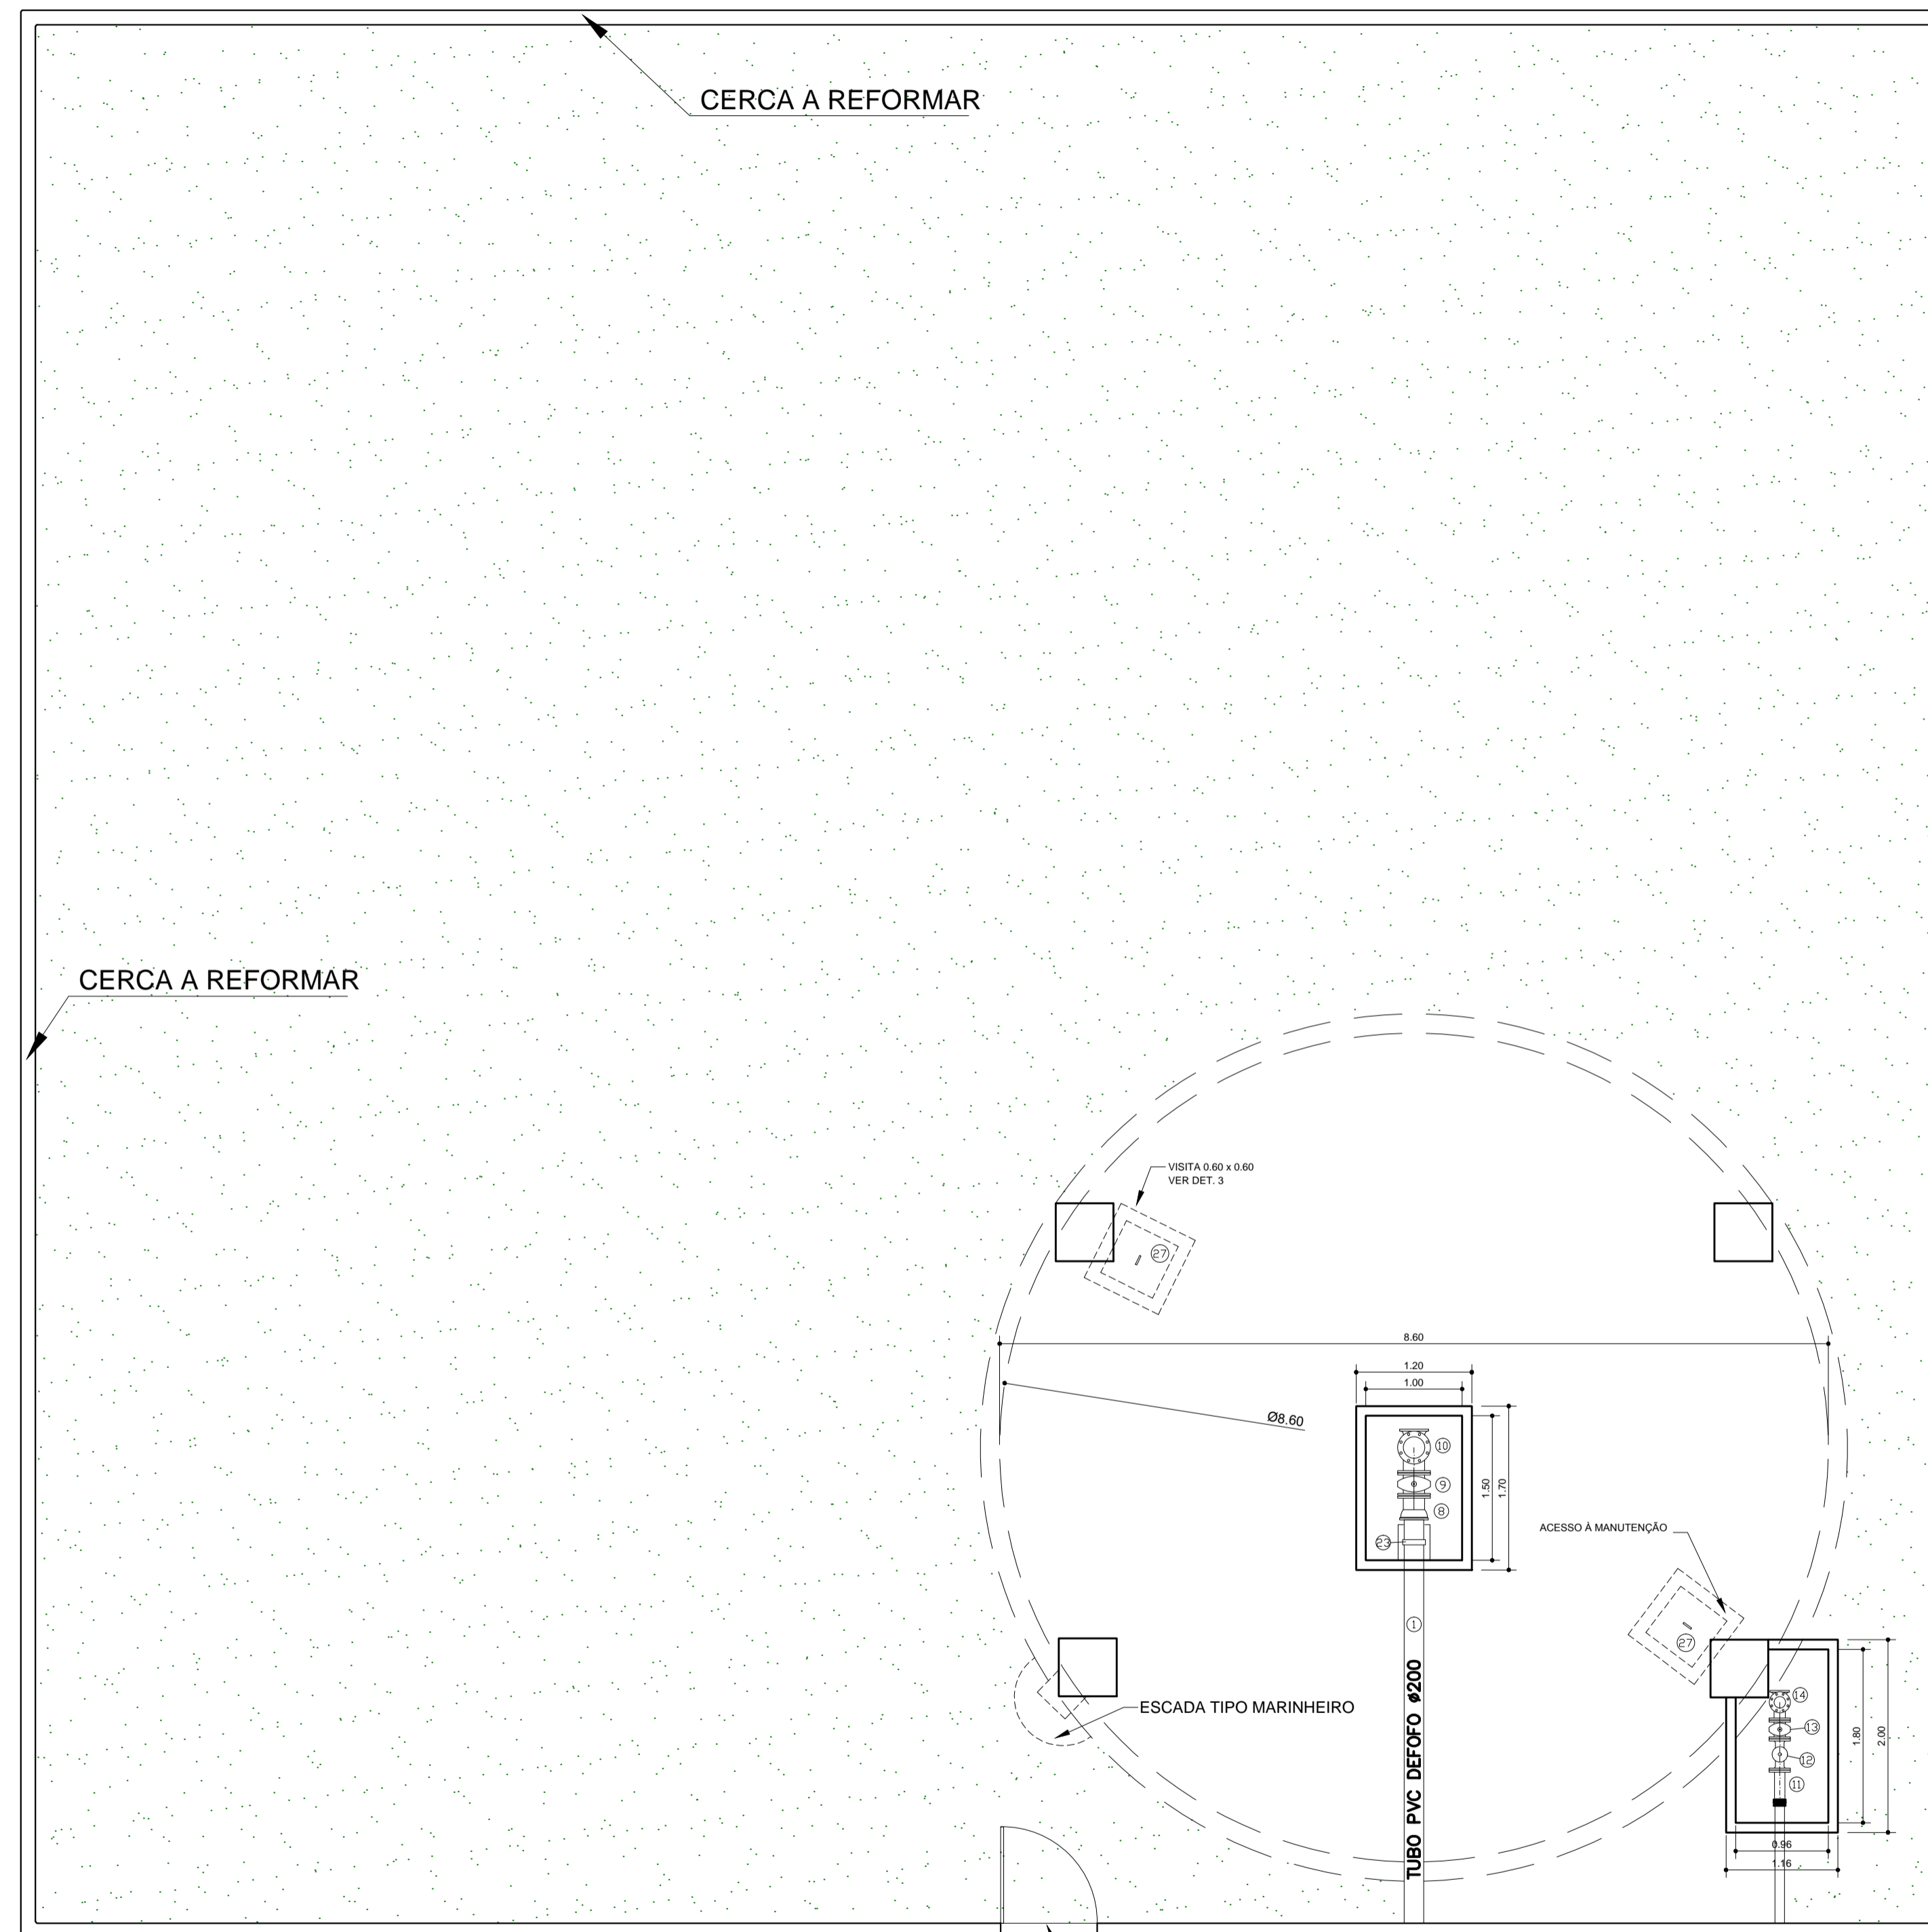 CERCA A REFORMAR
CERCA A REFORMAR
VISITA 0.60 x 0.60
VER DET. 3
27
8.60
1.20
1.00
Ø8.60
10
9
8
23
1.50
1.70
ACESSO À MANUTENÇÃO
1
27
TUBO PVC DEFOFO ø200
ESCADA TIPO MARINHEIRO
14
13
12
11
1.80
2.00
0.96
1.16